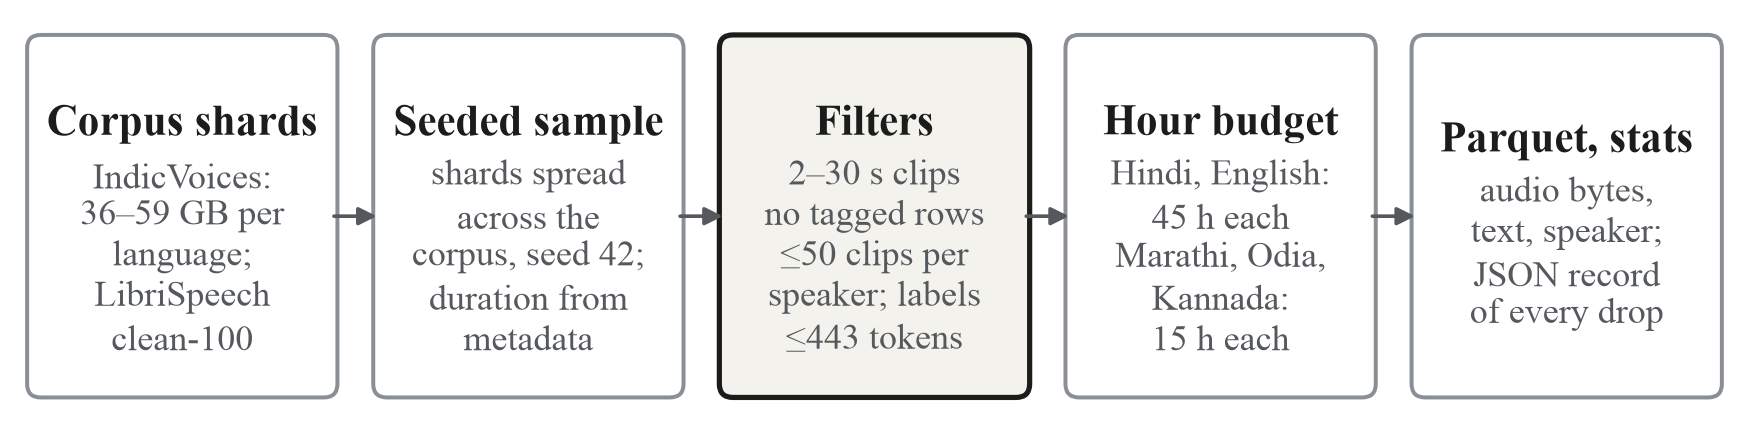 Corpus shards
IndicVoices:
36–59 GB per
language;
LibriSpeech
clean-100
Seeded sample
shards spread
across the
corpus, seed 42;
duration from
metadata
Filters
2–30 s clips
no tagged rows
≤50 clips per
speaker; labels
≤443 tokens
Hour budget
Hindi, English:
45 h each
Marathi, Odia,
Kannada:
15 h each
Parquet, stats
audio bytes,
text, speaker;
JSON record
of every drop